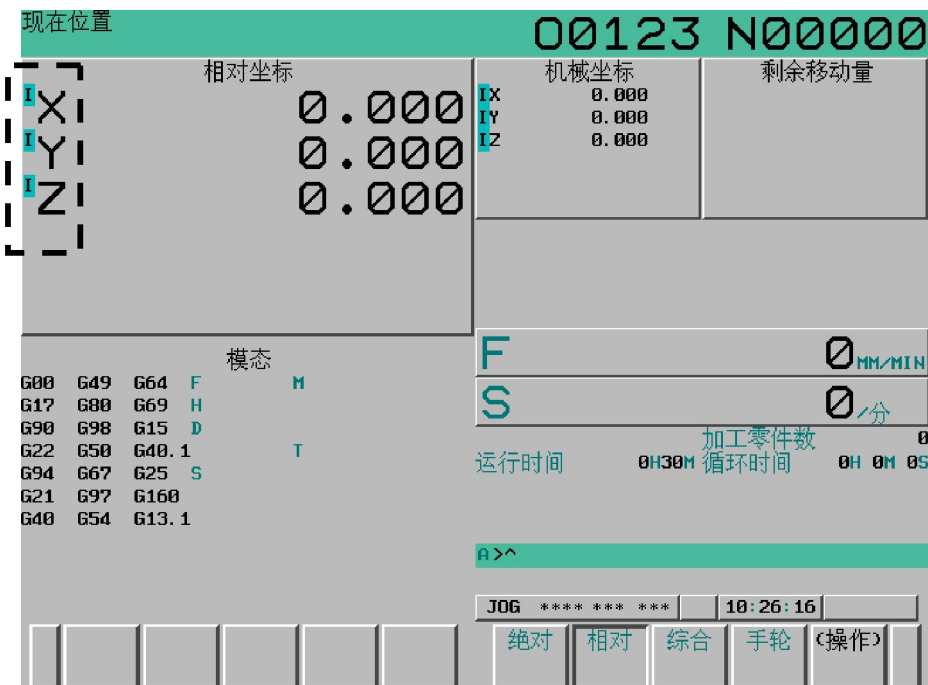 现在位置 O0123 N00000
相对坐标
I X 0.000
I Y 0.000
I Z 0.000
机械坐标
I X 0.000
I Y 0.000
I Z 0.000
剩余移动量
F 0 MM/MIN
S 0 /分
加工零件数 0
运行时间 0H30M 循环时间 0H 0M 0S
模态
G00 G49 G64 F M
G17 G80 G69 H
G90 G98 G15 D
G22 G50 G40.1 T
G94 G67 G25 S
G21 G97 G160
G40 G54 G13.1
A>^
JOG **** *** *** 10:26:16
绝对 相对 综合 手轮 (操作)